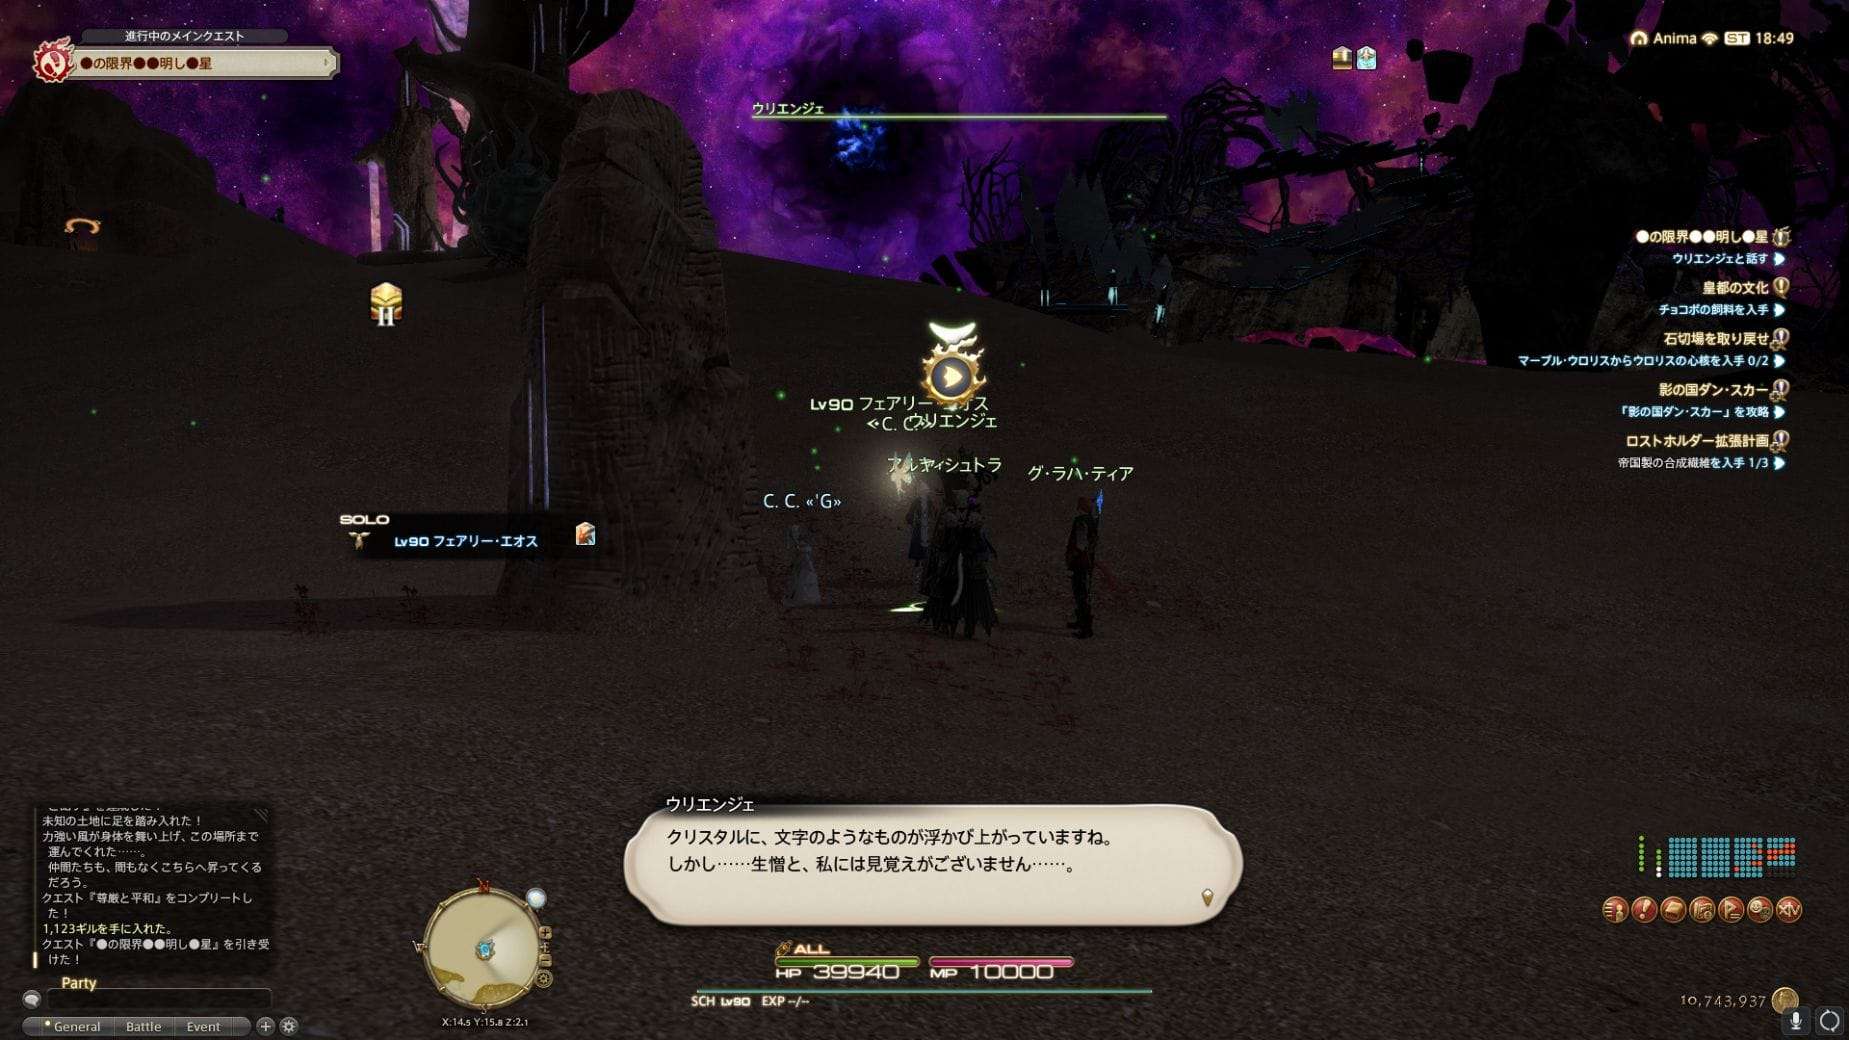 進行中のメインクエスト
●の限界●●明し●星
Anima ST 18:49
ウリエンジェ
●の限界●●明し●星
ウリエンジェと話す
皇都の文化
チョコボの飼料を入手
石切場を取り戻せ
マーブル・ウロリスからウロリスの心核を入手 0/2
影の国ダン・スカー
『影の国ダン・スカー』を攻略
ロストホルダー拡張計画
帝国製の合成繊維を入手 1/3
H
Lv90 フェアリー・エオス
ウリエンジェ
ヤ・シュトラ
グ・ラハ・ティア
C. C. «'G»
SOLO
Lv90 フェアリー・エオス
ウリエンジェ
クリスタルに、文字のようなものが浮かび上がっていますね。
しかし……生憎と、私には見覚えがございません……。
未知の土地に足を踏み入れた！
力強い風が身体を舞い上げ、この場所まで
運んでくれた……。
仲間たちも、間もなくこちらへ昇ってくる
だろう。
クエスト『尊厳と平和』をコンプリートし
た！
1,123ギルを手に入れた。
クエスト『●の限界●●明し●星』を引き受
けた！
Party
General Battle Event
N
W
X:14.5 Y:15.8 Z:2.1
ALL
HP 39940 MP 10000
SCH Lv90 EXP --/--
XIV
10,743,937